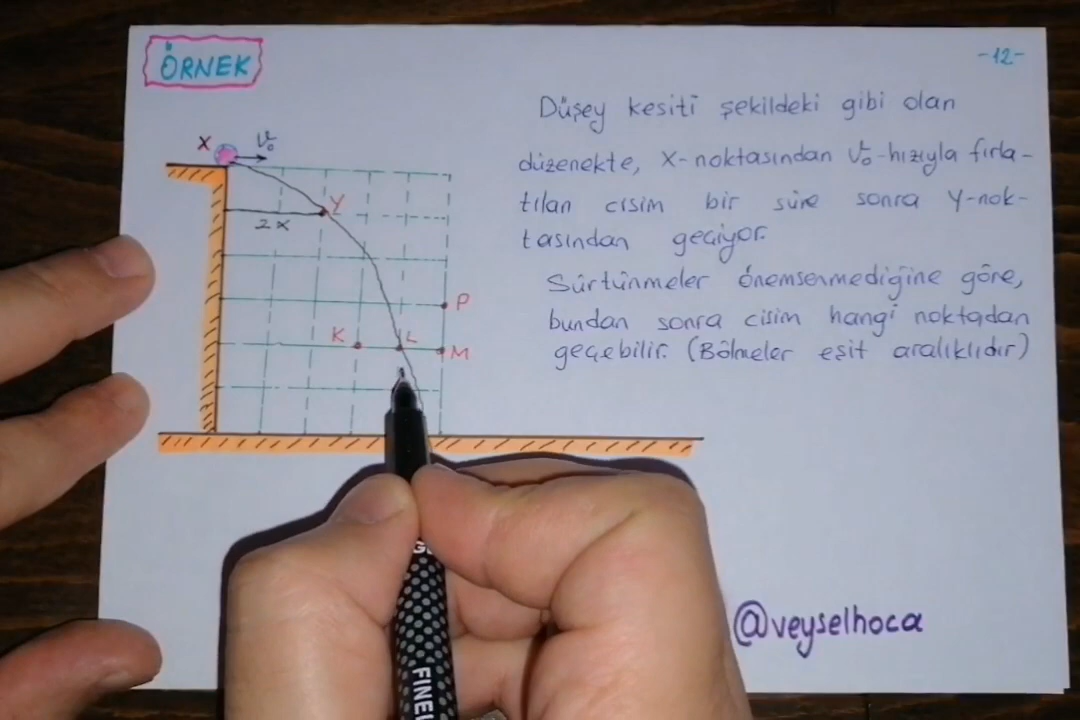 ÖRNEK
-12-
X
V₀
Y
2x
P
K
L
M
Düşey kesiti şekildeki gibi olan
düzenekte, X-noktasından V₀-hızıyla fırla-
tılan cisim bir süre sonra Y-nok-
tasından geçiyor.
Sürtünmeler önemsenmediğine göre,
bundan sonra cisim hangi noktadan
geçebilir. (Bölmeler eşit aralıklıdır)
@veyselhoca